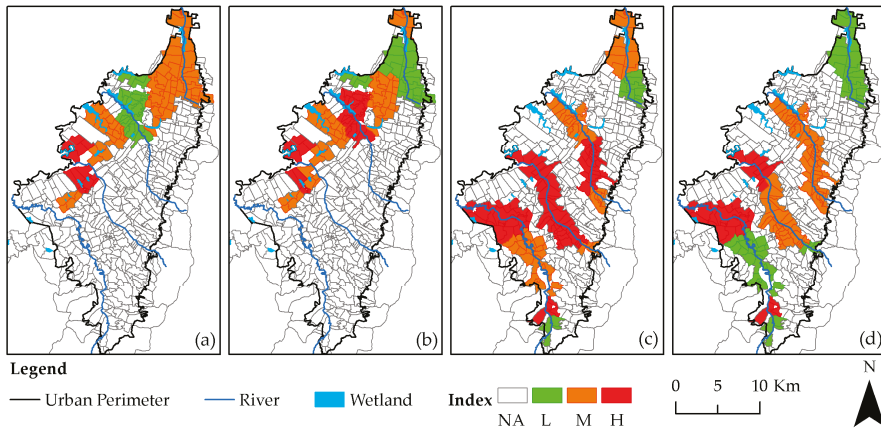 (a) (b) (c) (d)
Legend
Urban Perimeter River Wetland Index NA L M H 0 5 10 Km N